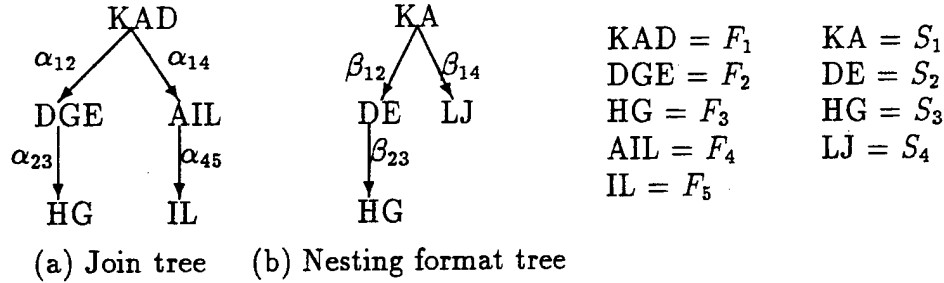 KAD
α12 α14
DGE AIL
α23 α45
HG IL
(a) Join tree
KA
β12 β14
DE LJ
β23
HG
(b) Nesting format tree
KAD = F1
DGE = F2
HG = F3
AIL = F4
IL = F5
KA = S1
DE = S2
HG = S3
LJ = S4